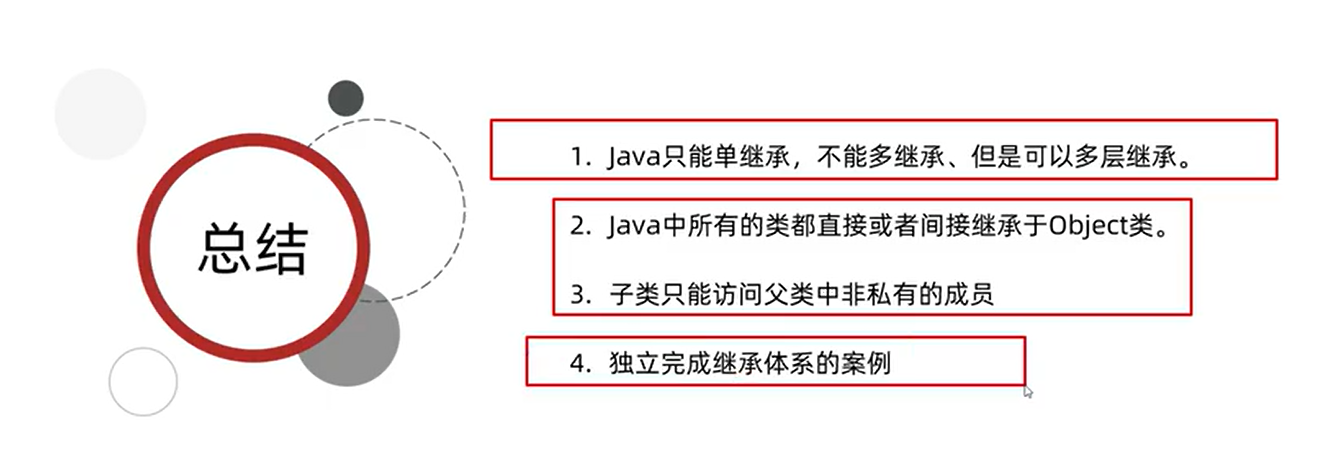 总结
1. Java只能单继承，不能多继承、但是可以多层继承。
2. Java中所有的类都直接或者间接继承于Object类。
3. 子类只能访问父类中非私有的成员
4. 独立完成继承体系的案例